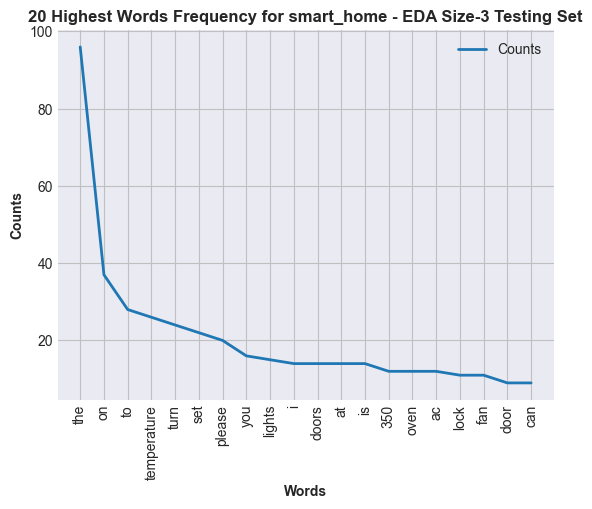 20 Highest Words Frequency for smart_home - EDA Size-3 Testing Set
100
80
60
40
20
Counts
Counts
the
on
to
temperature
turn
set
please
you
lights
i
doors
at
is
350
oven
ac
lock
fan
door
can
Words